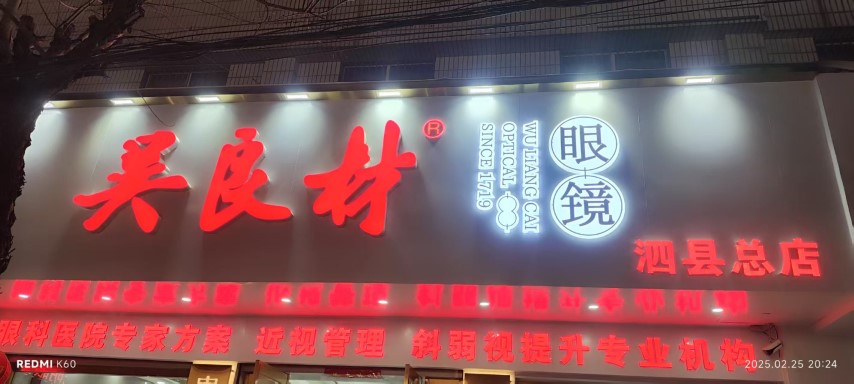 吴良材®
WU LIANG CAI
OPTICAL
SINCE 1719
眼镜
泗县总店
眼科医院专家方案 近视管理 斜弱视提升专业机构
REDMI K60
2025.02.25 20:24